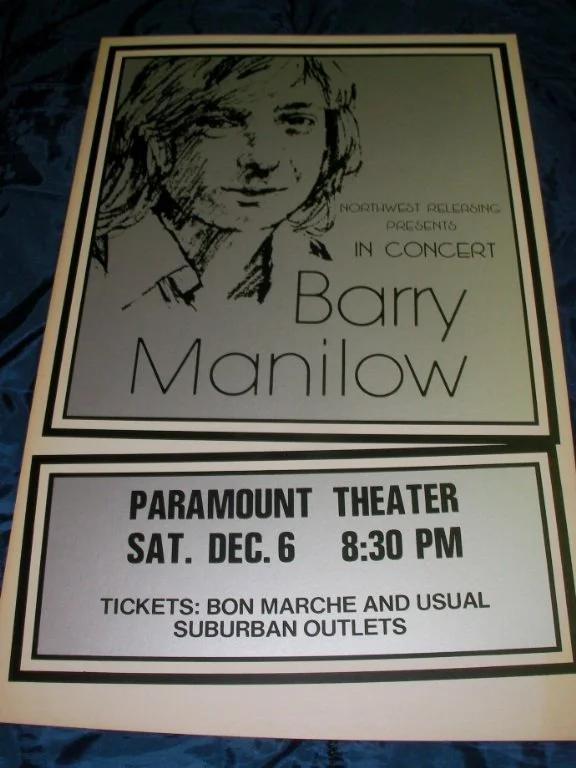 NORTHWEST RELEASING
PRESENTS
IN CONCERT
Barry
Manilow
PARAMOUNT THEATER
SAT. DEC. 6 8:30 PM
TICKETS: BON MARCHE AND USUAL
SUBURBAN OUTLETS